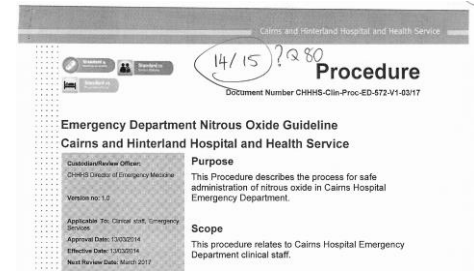 Cairns and Hinterland Hospital and Health Service
14/15 ? Q80
Procedure
Document Number CHHHS-Clin-Proc-ED-572-V1-03/17
Emergency Department Nitrous Oxide Guideline
Cairns and Hinterland Hospital and Health Service
Custodian/Review Officer:
CHHHS Director of Emergency Medicine
Version no: 1.0
Applicable To: Clinical staff, Emergency
Services
Approval Date: 13/03/2014
Effective Date: 13/03/2014
Next Review Date: March 2017
Purpose
This Procedure describes the process for safe
administration of nitrous oxide in Cairns Hospital
Emergency Department.
Scope
This procedure relates to Cairns Hospital Emergency
Department clinical staff.